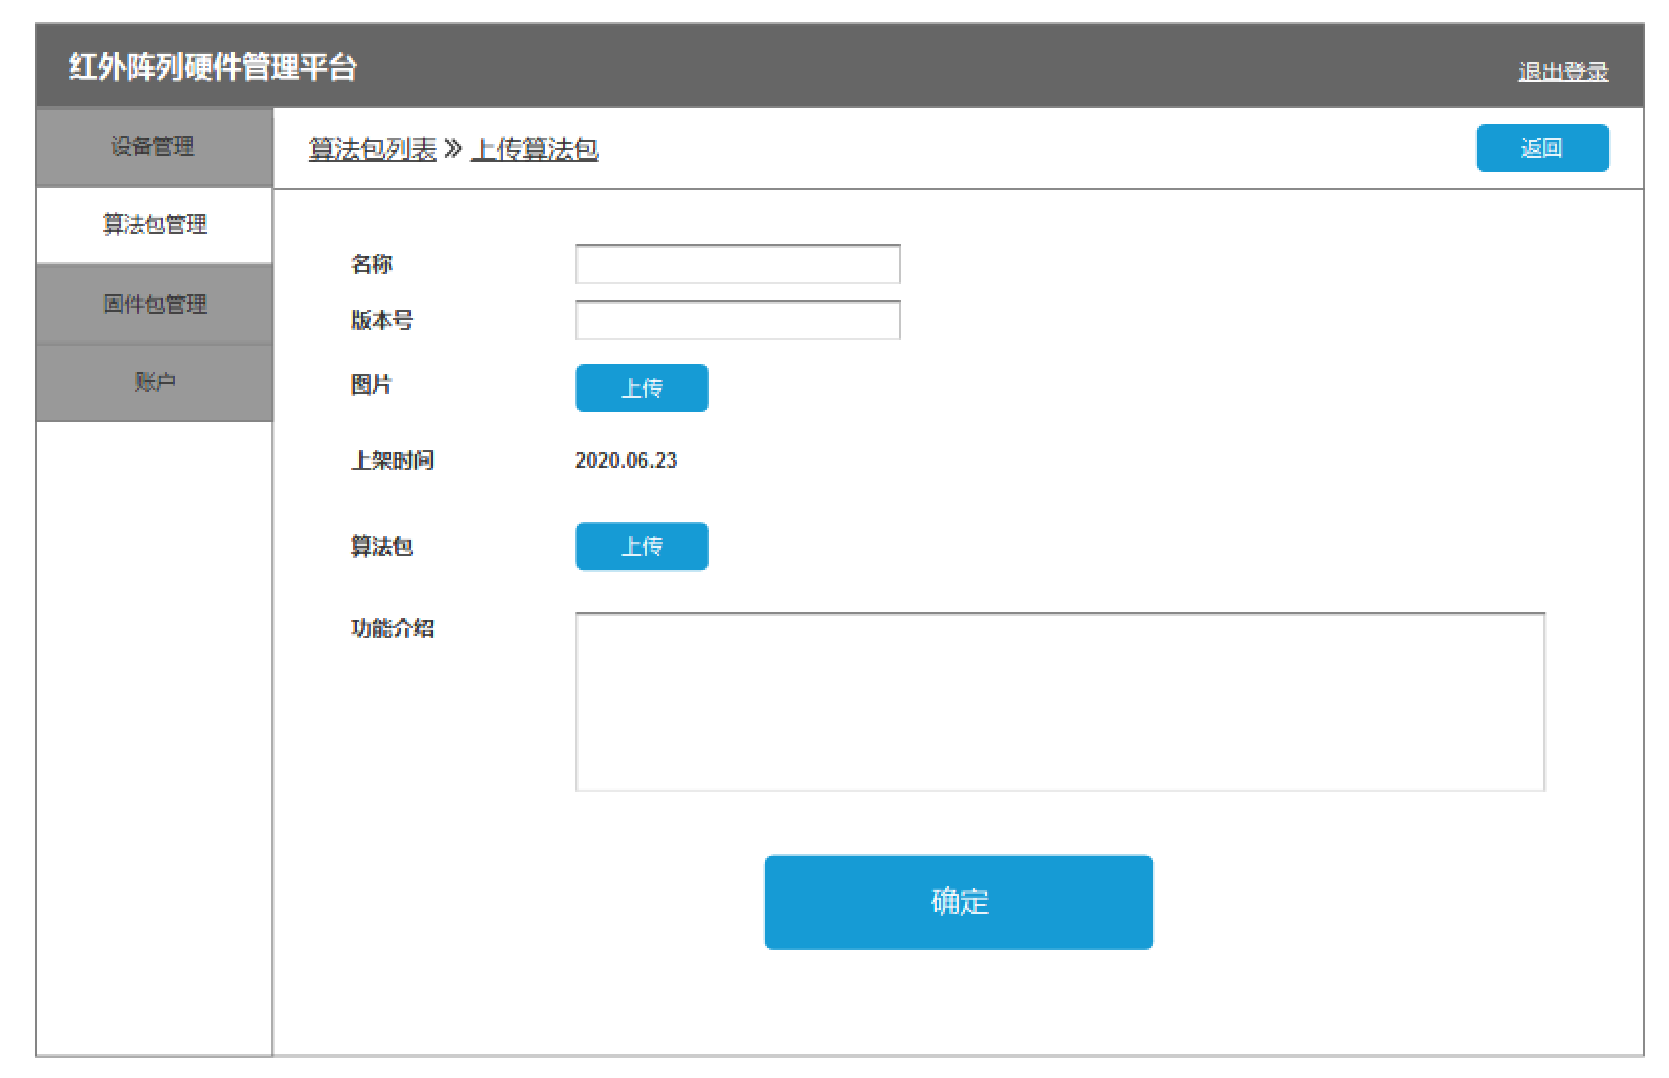 红外阵列硬件管理平台
退出登录
设备管理
算法包管理
固件包管理
账户
算法包列表 » 上传算法包
返回
名称
版本号
图片 上传
上架时间 2020.06.23
算法包 上传
功能介绍
确定